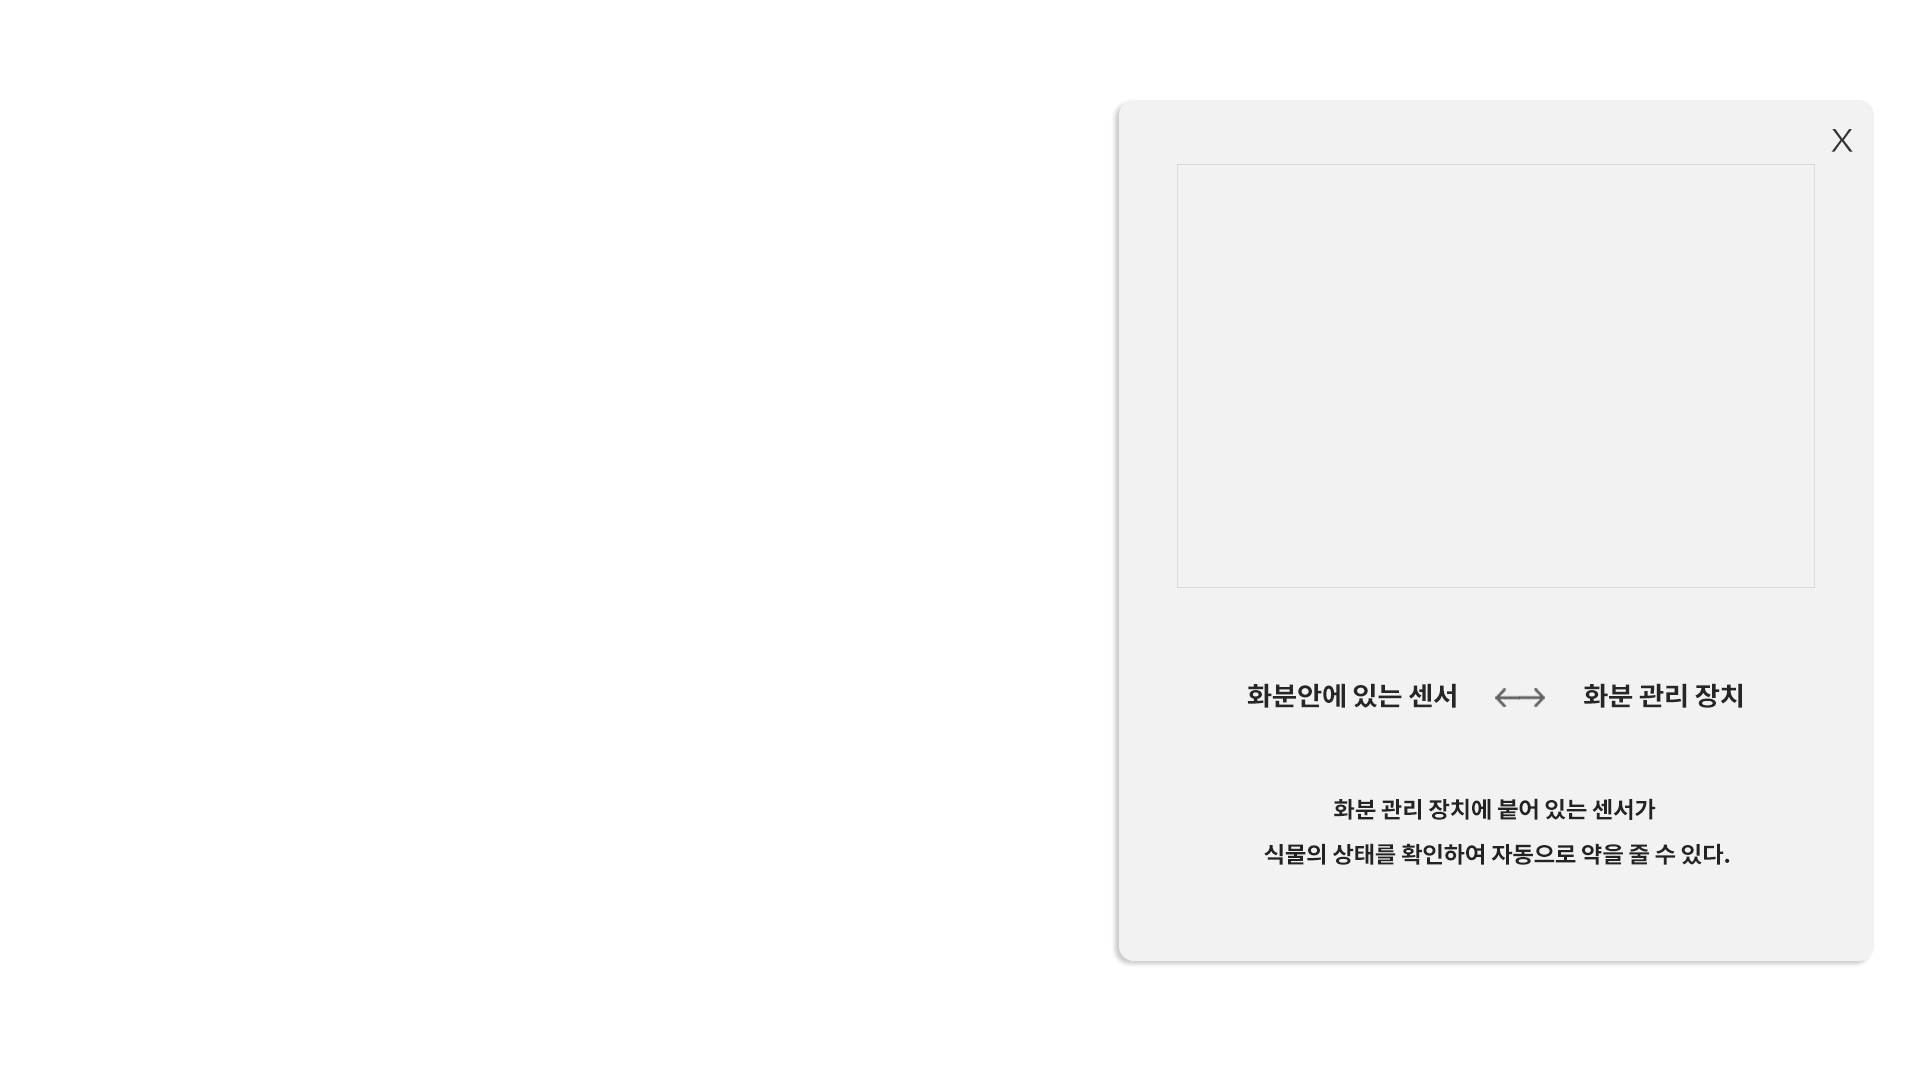 X
화분안에 있는 센서 ↔ 화분 관리 장치
화분 관리 장치에 붙어 있는 센서가
식물의 상태를 확인하여 자동으로 약을 줄 수 있다.